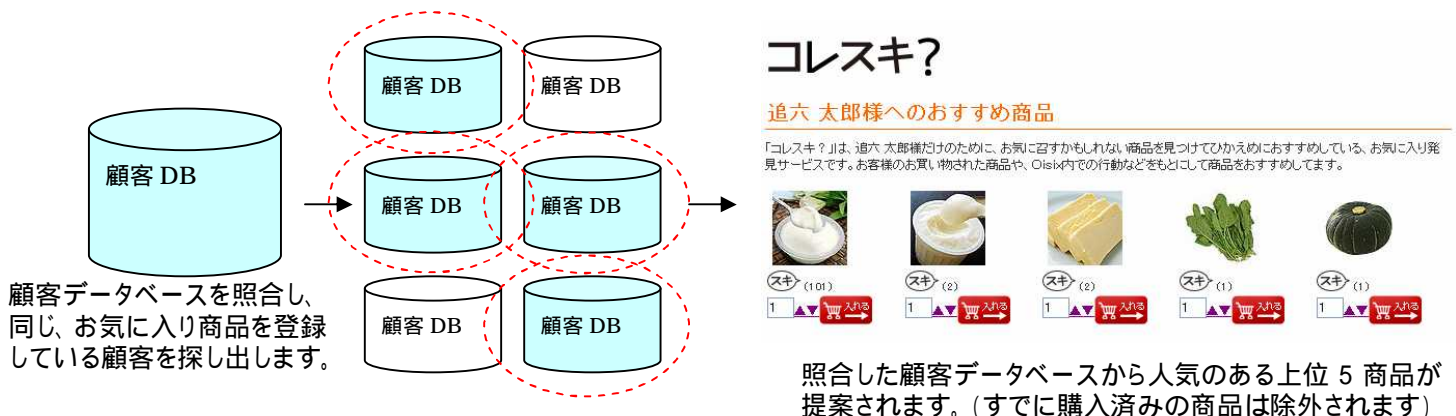 顧客 DB
顧客データベースを照合し、
同じ、お気に入り商品を登録
している顧客を探し出します。
顧客 DB
顧客 DB
顧客 DB
顧客 DB
顧客 DB
顧客 DB
コレスキ?
追六 太郎様へのおすすめ商品
「コレスキ?」は、追六 太郎様だけのために、お気に召すかもしれない商品を見つけてひかえめにおすすめしている、お気に入り発
見サービスです。お客様のお買い物された商品や、Oisix内での行動などをもとにして商品をおすすめしてます。
スキ (101)
スキ (2)
スキ (2)
スキ (1)
スキ (1)
1 ▲▼ 入れる
1 ▲▼ 入れる
1 ▲▼ 入れる
1 ▲▼ 入れる
1 ▲▼ 入れる
照合した顧客データベースから人気のある上位 5 商品が
提案されます。(すでに購入済みの商品は除外されます)